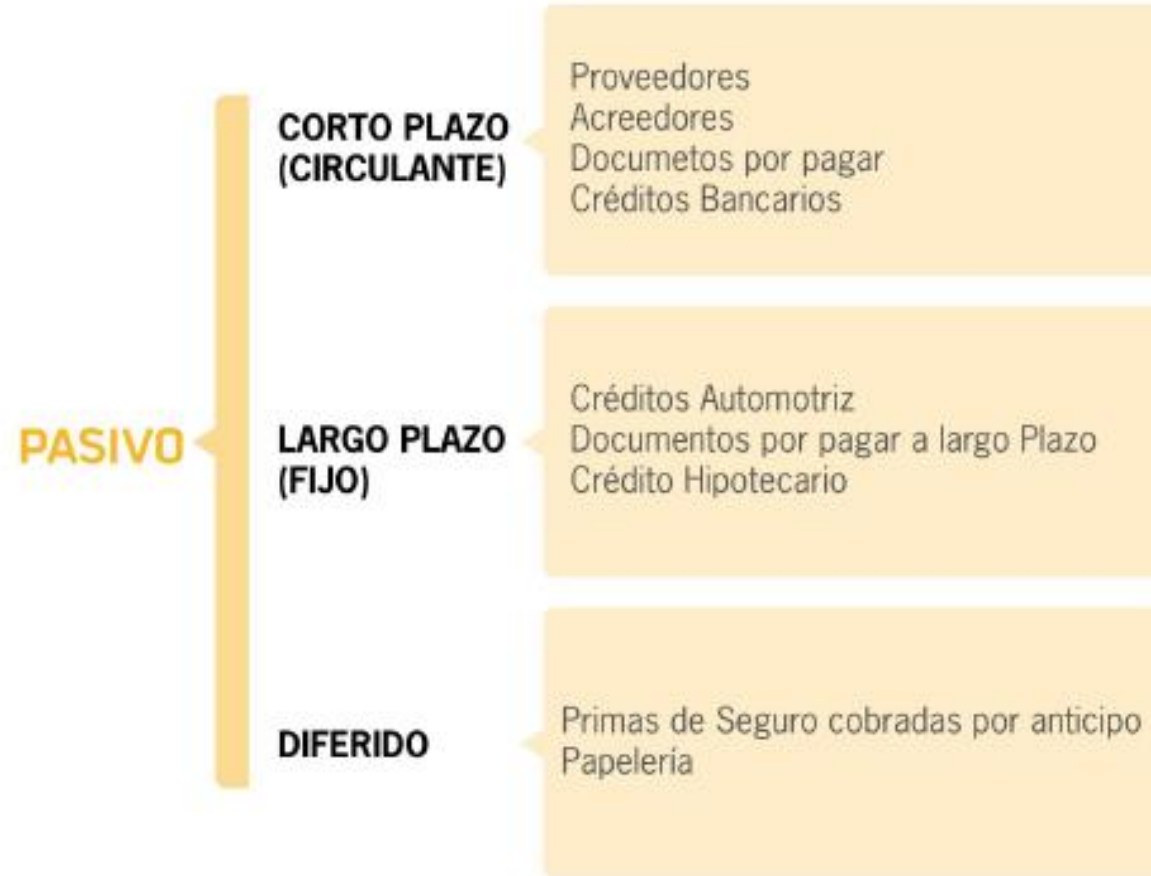 PASIVO
CORTO PLAZO
(CIRCULANTE)
Proveedores
Acreedores
Documetos por pagar
Créditos Bancarios
LARGO PLAZO
(FIJO)
Créditos Automotriz
Documentos por pagar a largo Plazo
Crédito Hipotecario
DIFERIDO
Primas de Seguro cobradas por anticipo
Papelería